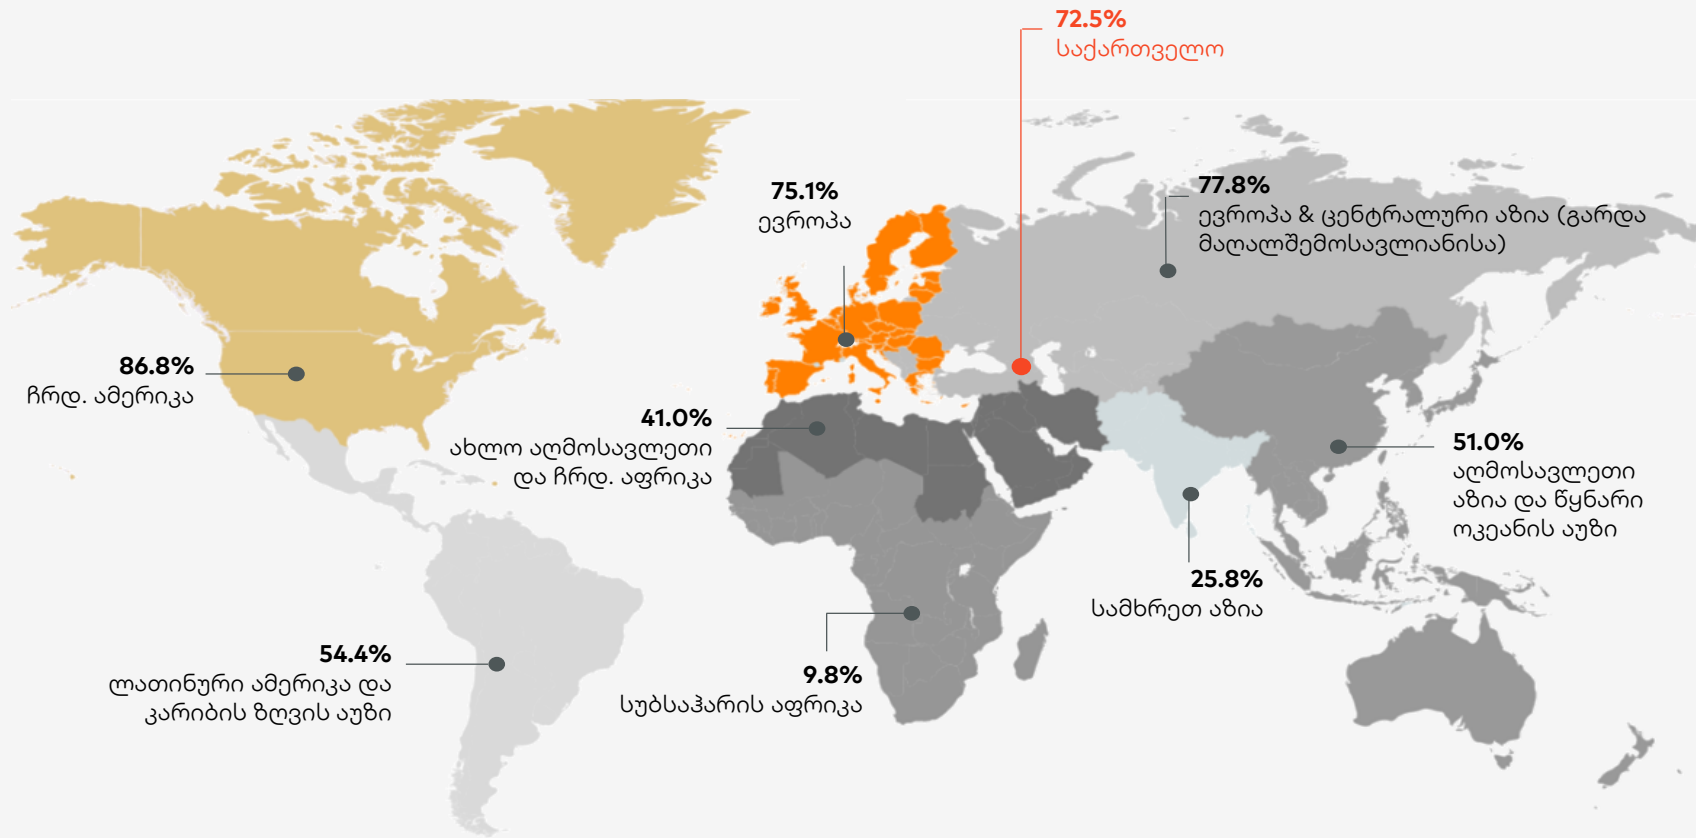 72.5%
საქართველო
75.1%
ევროპა
77.8%
ევროპა & ცენტრალური აზია (გარდა
მაღალშემოსავლიანისა)
86.8%
ჩრდ. ამერიკა
41.0%
ახლო აღმოსავლეთი
და ჩრდ. აფრიკა
51.0%
აღმოსავლეთი
აზია და წყნარი
ოკეანის აუზი
25.8%
სამხრეთ აზია
54.4%
ლათინური ამერიკა და
კარიბის ზღვის აუზი
9.8%
სუბსაჰარის აფრიკა